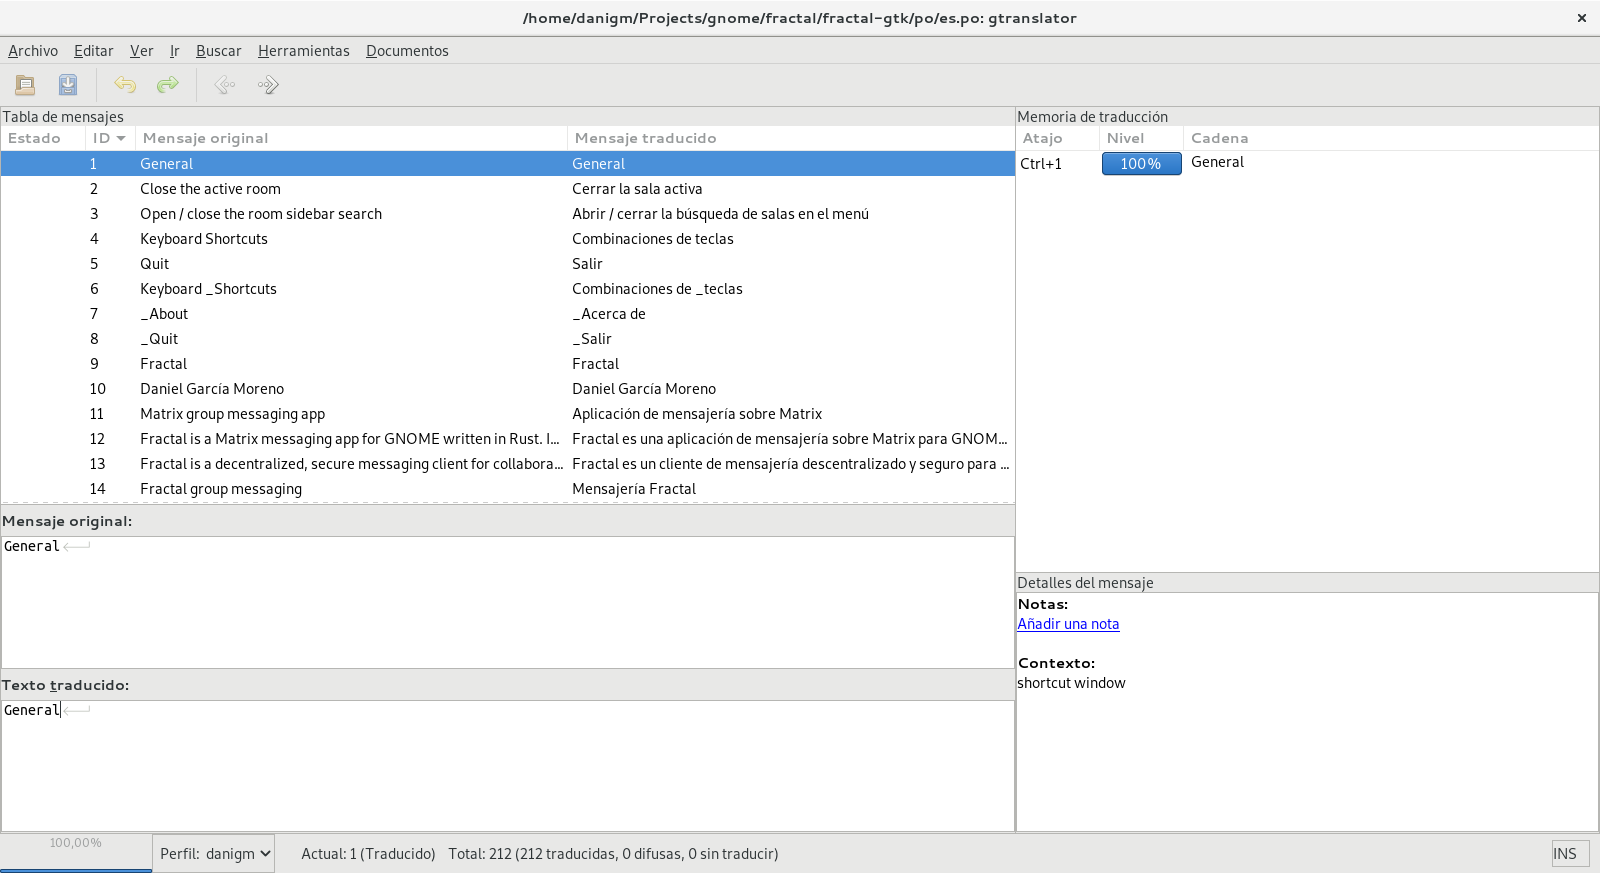 /home/danigm/Projects/gnome/fractal/fractal-gtk/po/es.po: gtranslator
Archivo Editar Ver Ir Buscar Herramientas Documentos
Tabla de mensajes
Estado ID Mensaje original Mensaje traducido
1 General General
2 Close the active room Cerrar la sala activa
3 Open / close the room sidebar search Abrir / cerrar la búsqueda de salas en el menú
4 Keyboard Shortcuts Combinaciones de teclas
5 Quit Salir
6 Keyboard _Shortcuts Combinaciones de _teclas
7 _About _Acerca de
8 _Quit _Salir
9 Fractal Fractal
10 Daniel García Moreno Daniel García Moreno
11 Matrix group messaging app Aplicación de mensajería sobre Matrix
12 Fractal is a Matrix messaging app for GNOME written in Rust. I... Fractal es una aplicación de mensajería sobre Matrix para GNOM...
13 Fractal is a decentralized, secure messaging client for collabora... Fractal es un cliente de mensajería descentralizado y seguro para ...
14 Fractal group messaging Mensajería Fractal
Mensaje original:
General
Texto traducido:
General
Memoria de traducción
Atajo Nivel Cadena
Ctrl+1 100% General
Detalles del mensaje
Notas:
Añadir una nota
Contexto:
shortcut window
100,00% Perfil: danigm Actual: 1 (Traducido) Total: 212 (212 traducidas, 0 difusas, 0 sin traducir) INS